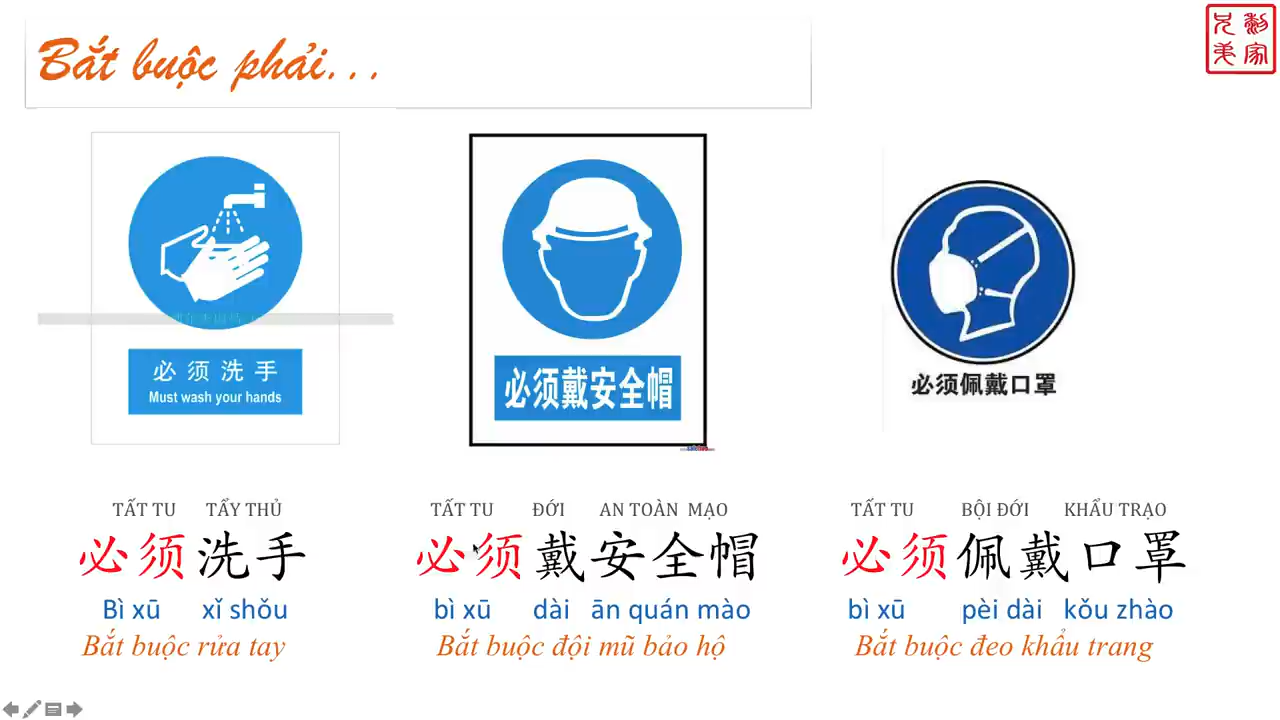 Bắt buộc phải...
兄弟勤家
必须洗手
Must wash your hands
必须戴安全帽
必须佩戴口罩
TẤT TU TẨY THỦ
必须洗手
Bì xū xǐ shǒu
Bắt buộc rửa tay
TẤT TU ĐỚI AN TOÀN MẠO
必须戴安全帽
bì xū dài ān quán mào
Bắt buộc đội mũ bảo hộ
TẤT TU BỘI ĐỚI KHẨU TRẠO
必须佩戴口罩
bì xū pèi dài kǒu zhào
Bắt buộc đeo khẩu trang